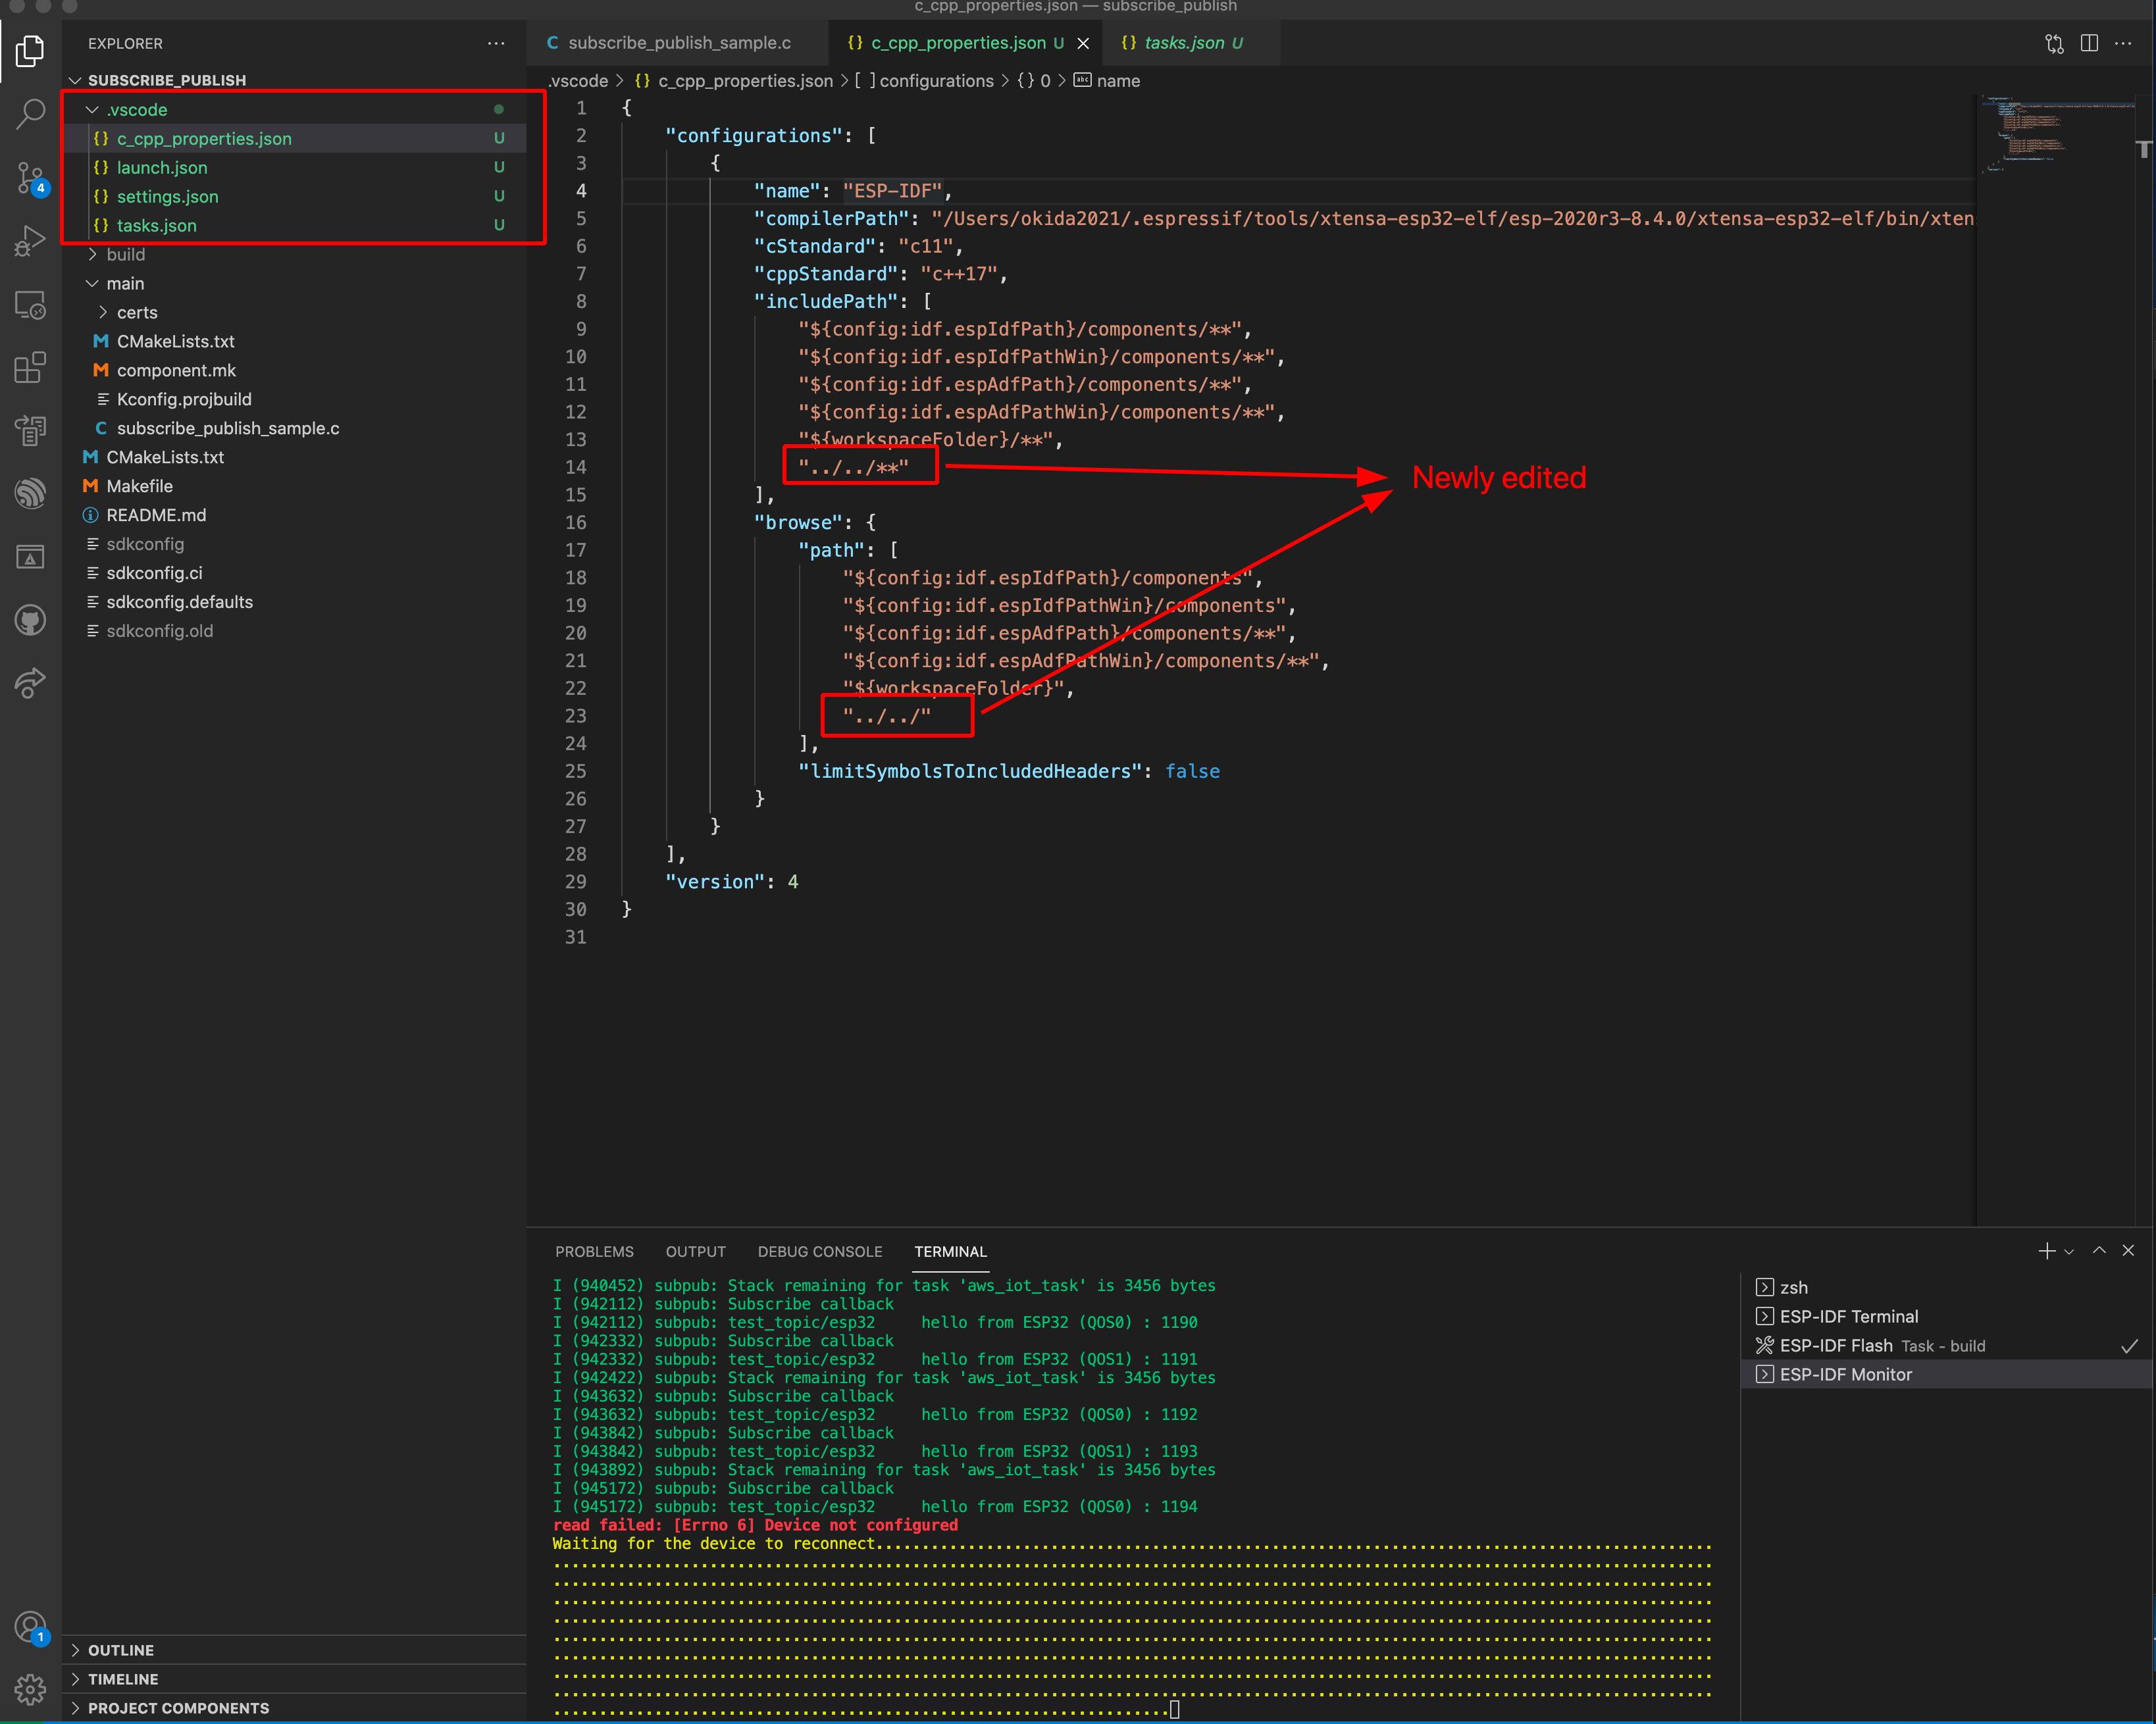 c_cpp_properties.json — subscribe_publish
EXPLORER
SUBSCRIBE_PUBLISH
.vscode
c_cpp_properties.json U
launch.json U
settings.json U
tasks.json U
build
main
certs
CMakeLists.txt
component.mk
Kconfig.projbuild
subscribe_publish_sample.c
CMakeLists.txt
Makefile
README.md
sdkconfig
sdkconfig.ci
sdkconfig.defaults
sdkconfig.old
OUTLINE
TIMELINE
PROJECT COMPONENTS
4
1
subscribe_publish_sample.c
c_cpp_properties.json U
tasks.json U
.vscode > {} c_cpp_properties.json > [ ] configurations > {} 0 > abc name
1 {
2 "configurations": [
3 {
4 "name": "ESP-IDF",
5 "compilerPath": "/Users/okida2021/.espressif/tools/xtensa-esp32-elf/esp-2020r3-8.4.0/xtensa-esp32-elf/bin/xten
6 "cStandard": "c11",
7 "cppStandard": "c++17",
8 "includePath": [
9 "${config:idf.espIdfPath}/components/**",
10 "${config:idf.espIdfPathWin}/components/**",
11 "${config:idf.espAdfPath}/components/**",
12 "${config:idf.espAdfPathWin}/components/**",
13 "${workspaceFolder}/**",
14 "../../**"
15 ],
16 "browse": {
17 "path": [
18 "${config:idf.espIdfPath}/components",
19 "${config:idf.espIdfPathWin}/components",
20 "${config:idf.espAdfPath}/components/**",
21 "${config:idf.espAdfPathWin}/components/**",
22 "${workspaceFolder}",
23 "../../"
24 ],
25 "limitSymbolsToIncludedHeaders": false
26 }
27 }
28 ],
29 "version": 4
30 }
31
Newly edited
PROBLEMS OUTPUT DEBUG CONSOLE TERMINAL
I (940452) subpub: Stack remaining for task 'aws_iot_task' is 3456 bytes
I (942112) subpub: Subscribe callback
I (942112) subpub: test_topic/esp32 hello from ESP32 (QOS0) : 1190
I (942332) subpub: Subscribe callback
I (942332) subpub: test_topic/esp32 hello from ESP32 (QOS1) : 1191
I (942422) subpub: Stack remaining for task 'aws_iot_task' is 3456 bytes
I (943632) subpub: Subscribe callback
I (943632) subpub: test_topic/esp32 hello from ESP32 (QOS0) : 1192
I (943842) subpub: Subscribe callback
I (943842) subpub: test_topic/esp32 hello from ESP32 (QOS1) : 1193
I (943892) subpub: Stack remaining for task 'aws_iot_task' is 3456 bytes
I (945172) subpub: Subscribe callback
I (945172) subpub: test_topic/esp32 hello from ESP32 (QOS0) : 1194
read failed: [Errno 6] Device not configured
Waiting for the device to reconnect...
zsh
ESP-IDF Terminal
ESP-IDF Flash Task - build
ESP-IDF Monitor